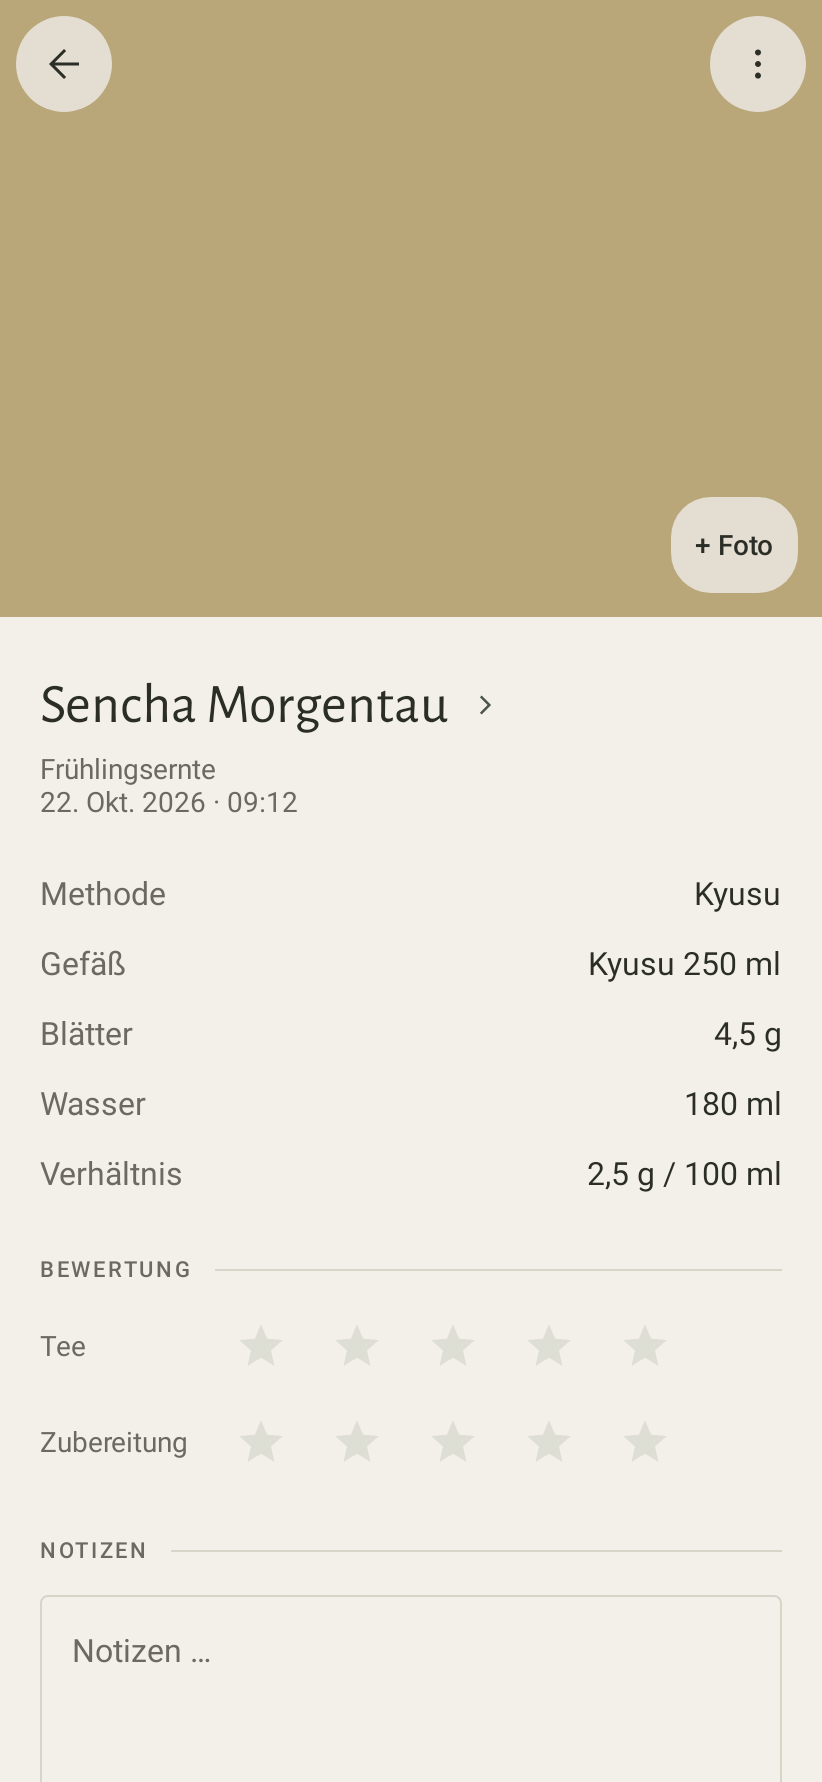 + Foto
Sencha Morgentau
Frühlingsernte
22. Okt. 2026 · 09:12
Methode Kyusu
Gefäß Kyusu 250 ml
Blätter 4,5 g
Wasser 180 ml
Verhältnis 2,5 g / 100 ml
BEWERTUNG
Tee
Zubereitung
NOTIZEN
Notizen …